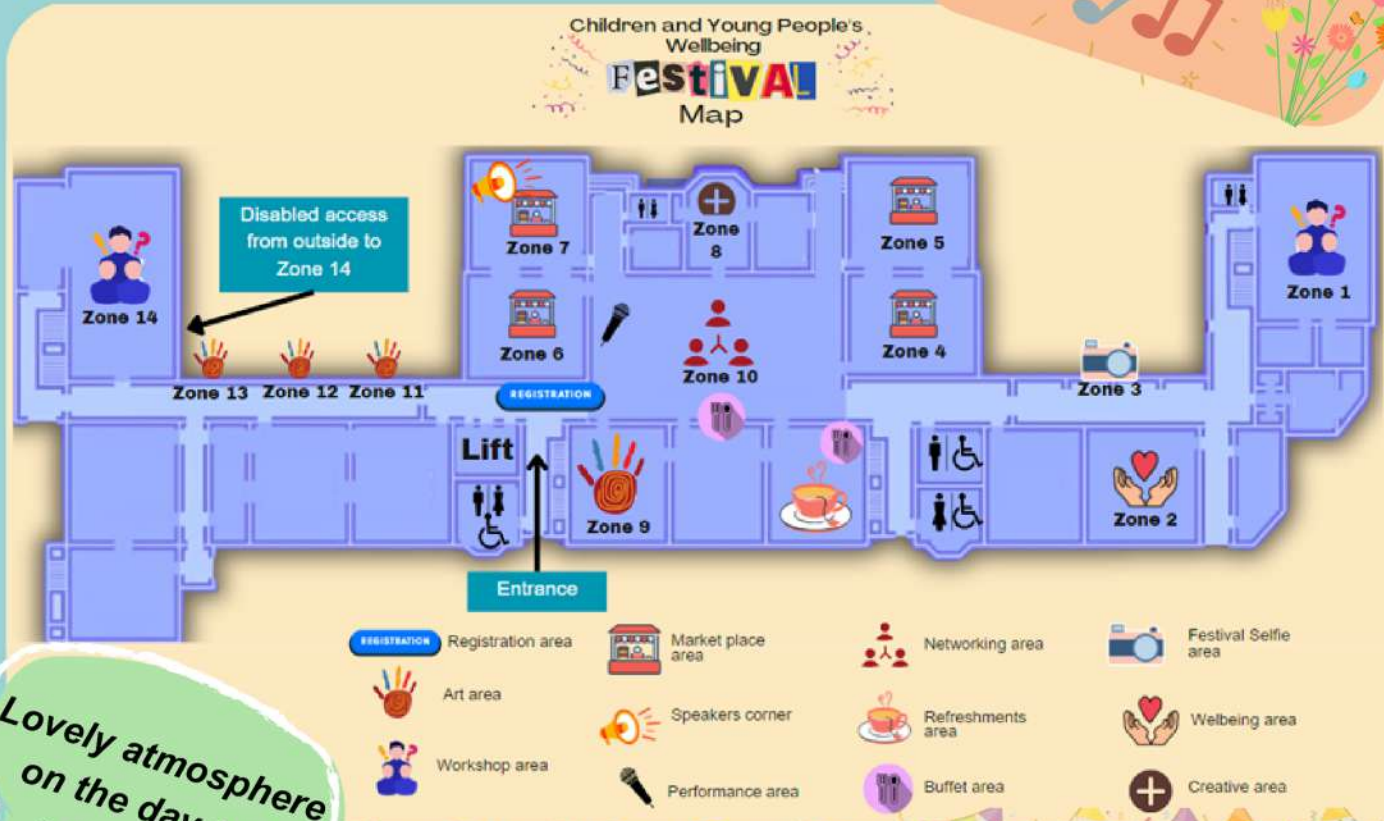 Children and Young People's
Wellbeing
FeStiVAL
Map
Disabled access
from outside to
Zone 14
Zone 7
Zone
8
Zone 5
Zone 1
Zone 14
Zone 6
Zone 10
Zone 4
Zone 13
Zone 12
Zone 11
REGISTRATION
Zone 3
Lift
Zone 9
Zone 2
Entrance
REGISTRATION
Registration area
Market place
area
Networking area
Festival Selfie
area
Art area
Speakers corner
Refreshments
area
Welbeing area
Workshop area
Performance area
Buffet area
Creative area
Lovely atmosphere
on the day